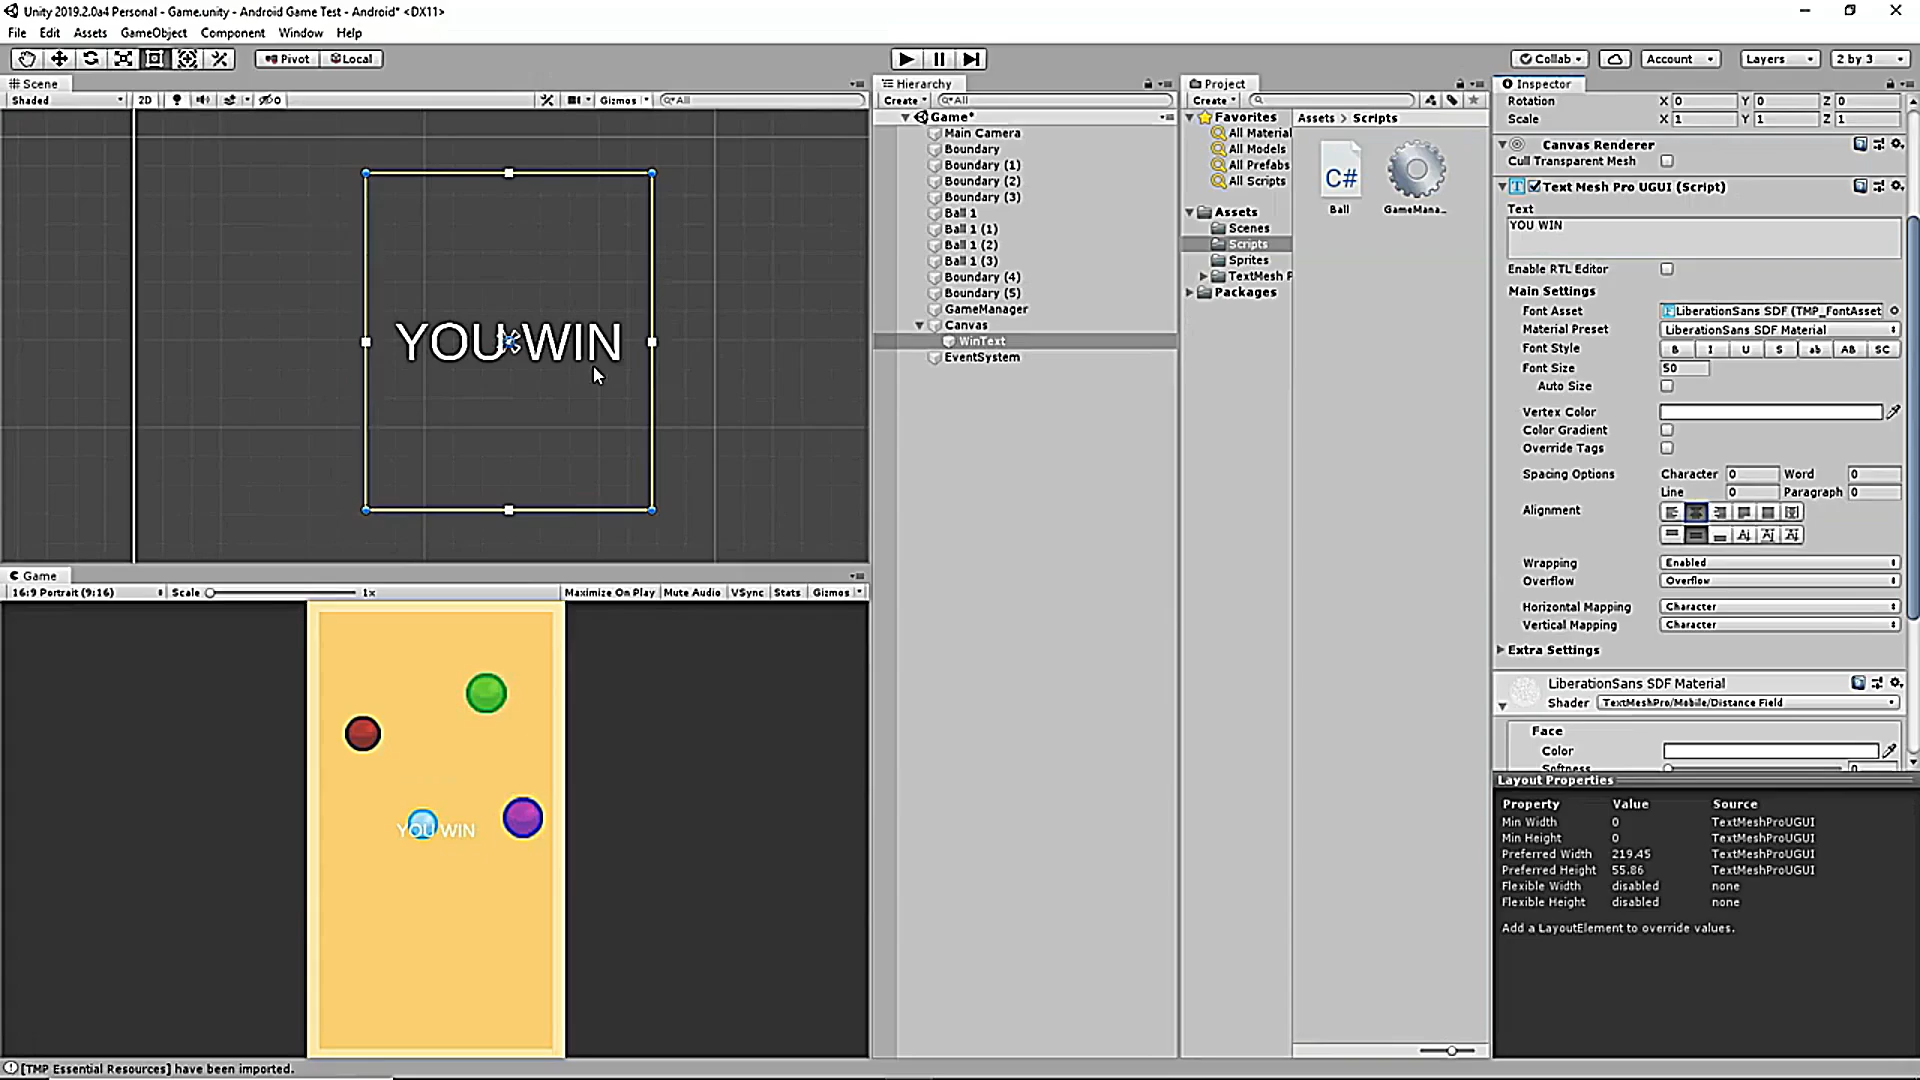 Unity 2019.2.0a4 Personal - Game.unity - Android Game Test - Android* <DX11>
File Edit Assets GameObject Component Window Help
Pivot Local Collab Account Layers 2 by 3
Scene
Shaded 2D 0 Gizmos All
YOU WIN
Game
16:9 Portrait (9:16) Scale 1x Maximize On Play Mute Audio VSync Stats Gizmos
YOU WIN
Hierarchy
Create All
Game*
Main Camera
Boundary
Boundary (1)
Boundary (2)
Boundary (3)
Ball 1
Ball 1 (1)
Ball 1 (2)
Ball 1 (3)
Boundary (4)
Boundary (5)
GameManager
Canvas
WinText
EventSystem
Project
Create
Favorites
All Material
All Models
All Prefabs
All Scripts
Assets
Scenes
Scripts
Sprites
TextMesh P
Packages
Assets > Scripts
C#
Ball GameMana...
Inspector
Rotation X 0 Y 0 Z 0
Scale X 1 Y 1 Z 1
Canvas Renderer
Cull Transparent Mesh
Text Mesh Pro UGUI (Script)
Text
YOU WIN
Enable RTL Editor
Main Settings
Font Asset LiberationSans SDF (TMP_FontAsset
Material Preset LiberationSans SDF Material
Font Style B I U S ab AB SC
Font Size 50
Auto Size
Vertex Color
Color Gradient
Override Tags
Spacing Options Character 0 Word 0
Line 0 Paragraph 0
Alignment
Wrapping Enabled
Overflow Overflow
Horizontal Mapping Character
Vertical Mapping Character
Extra Settings
LiberationSans SDF Material
Shader TextMeshPro/Mobile/Distance Field
Face
Color
Softness 0
Layout Properties
Property Value Source
Min Width 0 TextMeshProUGUI
Min Height 0 TextMeshProUGUI
Preferred Width 219.45 TextMeshProUGUI
Preferred Height 55.86 TextMeshProUGUI
Flexible Width disabled none
Flexible Height disabled none
Add a LayoutElement to override values.
[TMP Essential Resources] have been imported.